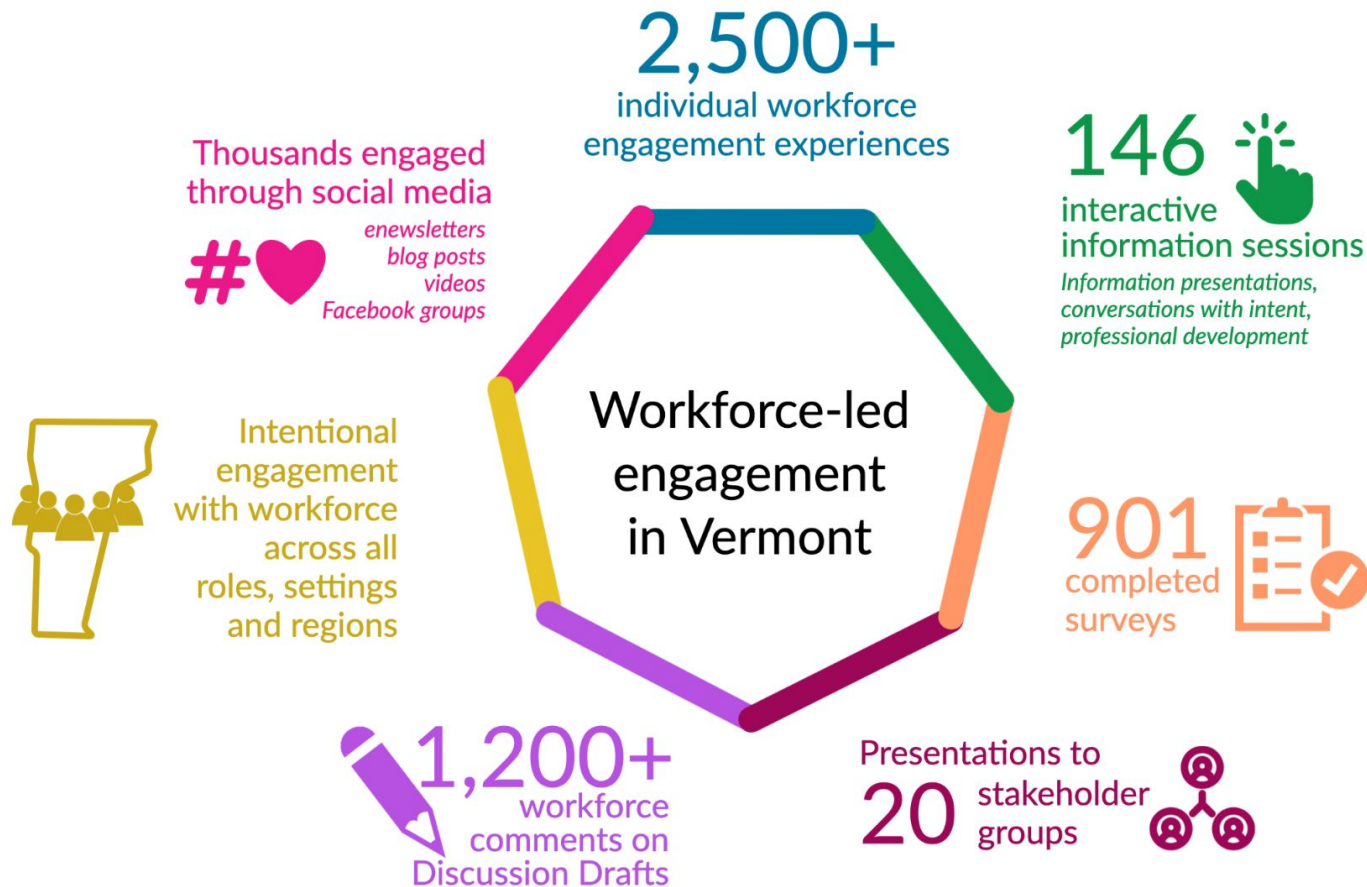 2,500+
individual workforce
engagement experiences
146
interactive
information sessions
Information presentations,
conversations with intent,
professional development
901
completed
surveys
Presentations to
20 stakeholder
groups
1,200+
workforce
comments on
Discussion Drafts
Intentional
engagement
with workforce
across all
roles, settings
and regions
Thousands engaged
through social media
#
enewsletters
blog posts
videos
Facebook groups
Workforce-led
engagement
in Vermont